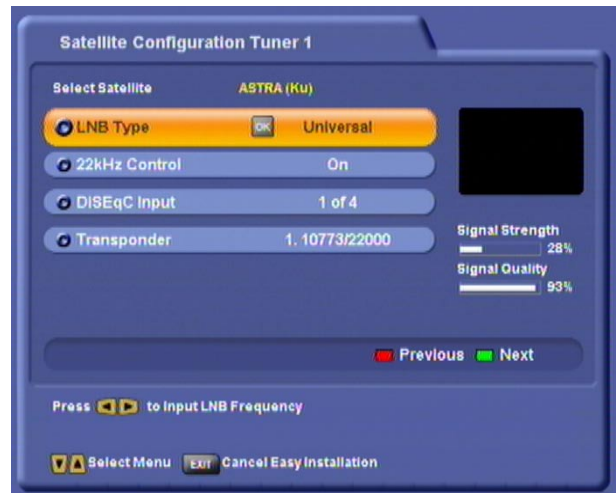 Satellite Configuration Tuner 1
Select Satellite ASTRA (Ku)
LNB Type OK Universal
22kHz Control On
DISEqC Input 1 of 4
Transponder 1. 10773/22000
Signal Strength
28%
Signal Quality
93%
Previous Next
Press to Input LNB Frequency
Select Menu EXIT Cancel Easy Installation